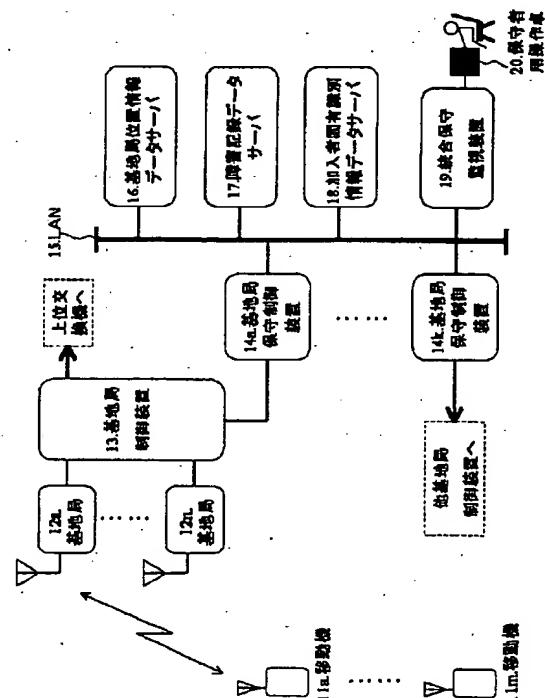 16.基地局位置情報
データサーバ
17.障害記録データ
サーバ
18.加入者固有識別
情報データサーバ
19.統合保守
監視装置
20.保守者
用操作卓
15.LAN
上位交
換機へ
14a.基地局
保守制御
装置
14k.基地局
保守制御
装置
13.基地局
制御装置
他基地局
制御装置へ
12a.
基地局
12n.
基地局
11a.移動機
11m.移動機